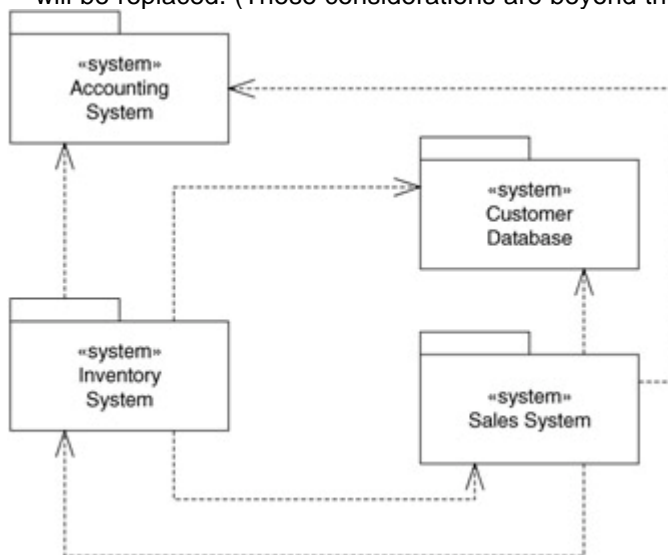 will be replaced. (These considerations are beyond th
«system»
Accounting
System
«system»
Customer
Database
«system»
Inventory
System
«system»
Sales System